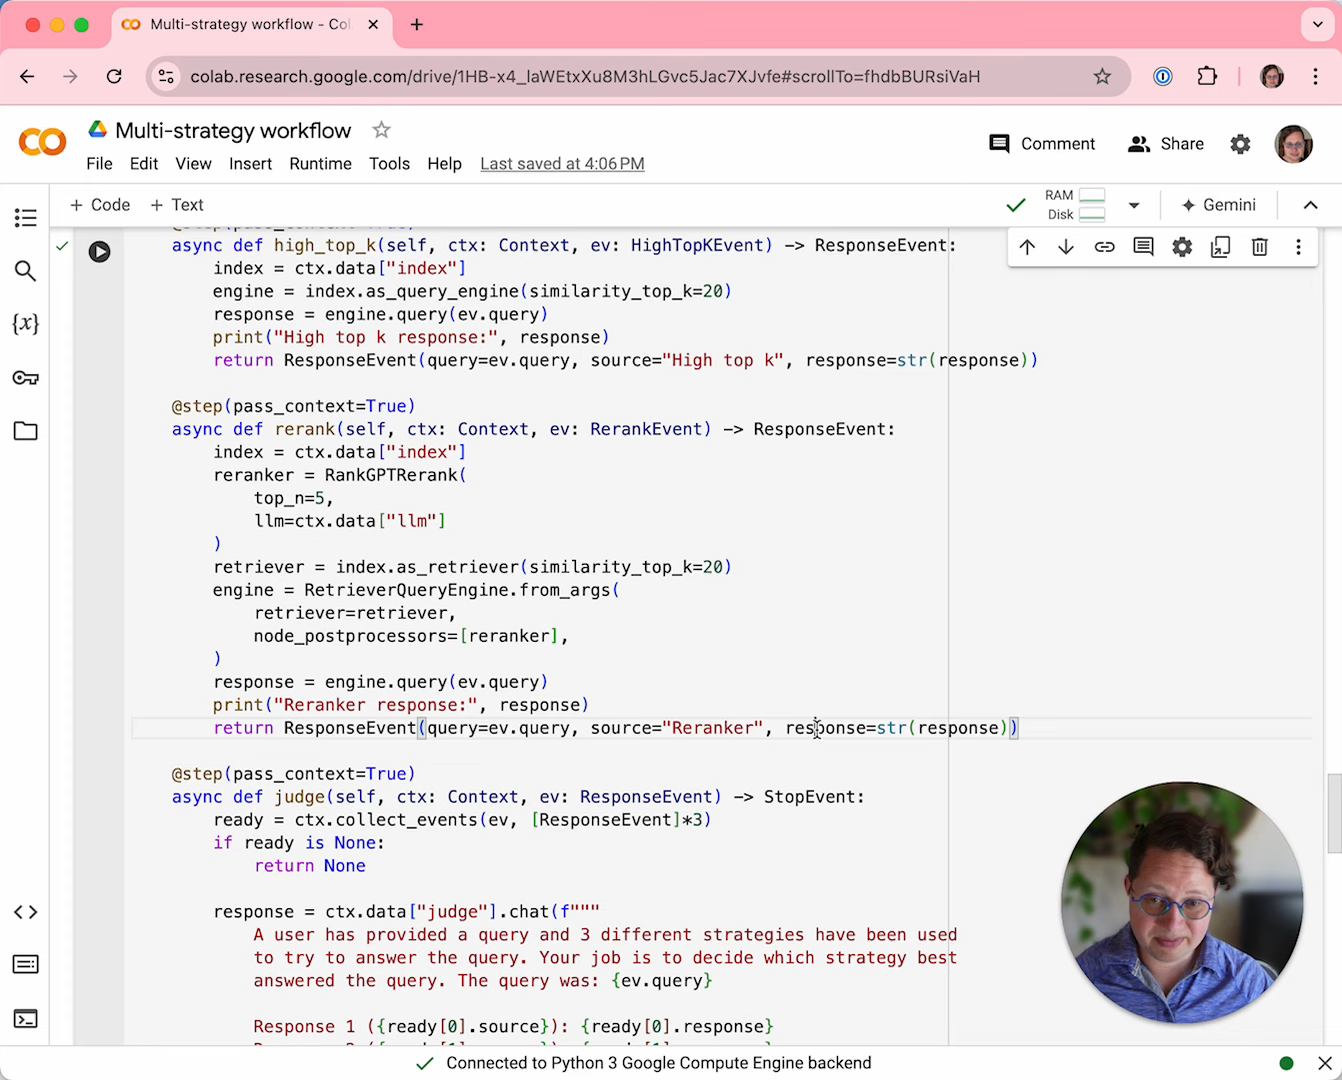 Multi-strategy workflow - Col
colab.research.google.com/drive/1HB-x4_laWEtxXu8M3hLGvc5Jac7XJvfe#scrollTo=fhdbBURsiVaH
Multi-strategy workflow
Comment
Share
File Edit View Insert Runtime Tools Help Last saved at 4:06 PM
+ Code + Text
RAM
Disk
Gemini
@step(pass_context=True)
async def high_top_k(self, ctx: Context, ev: HighTopKEvent) -> ResponseEvent:
index = ctx.data["index"]
engine = index.as_query_engine(similarity_top_k=20)
response = engine.query(ev.query)
print("High top k response:", response)
return ResponseEvent(query=ev.query, source="High top k", response=str(response))
@step(pass_context=True)
async def rerank(self, ctx: Context, ev: RerankEvent) -> ResponseEvent:
index = ctx.data["index"]
reranker = RankGPTRerank(
top_n=5,
llm=ctx.data["llm"]
)
retriever = index.as_retriever(similarity_top_k=20)
engine = RetrieverQueryEngine.from_args(
retriever=retriever,
node_postprocessors=[reranker],
)
response = engine.query(ev.query)
print("Reranker response:", response)
return ResponseEvent(query=ev.query, source="Reranker", response=str(response))
@step(pass_context=True)
async def judge(self, ctx: Context, ev: ResponseEvent) -> StopEvent:
ready = ctx.collect_events(ev, [ResponseEvent]*3)
if ready is None:
return None
response = ctx.data["judge"].chat(f"""
A user has provided a query and 3 different strategies have been used
to try to answer the query. Your job is to decide which strategy best
answered the query. The query was: {ev.query}
Response 1 ({ready[0].source}): {ready[0].response}
Connected to Python 3 Google Compute Engine backend